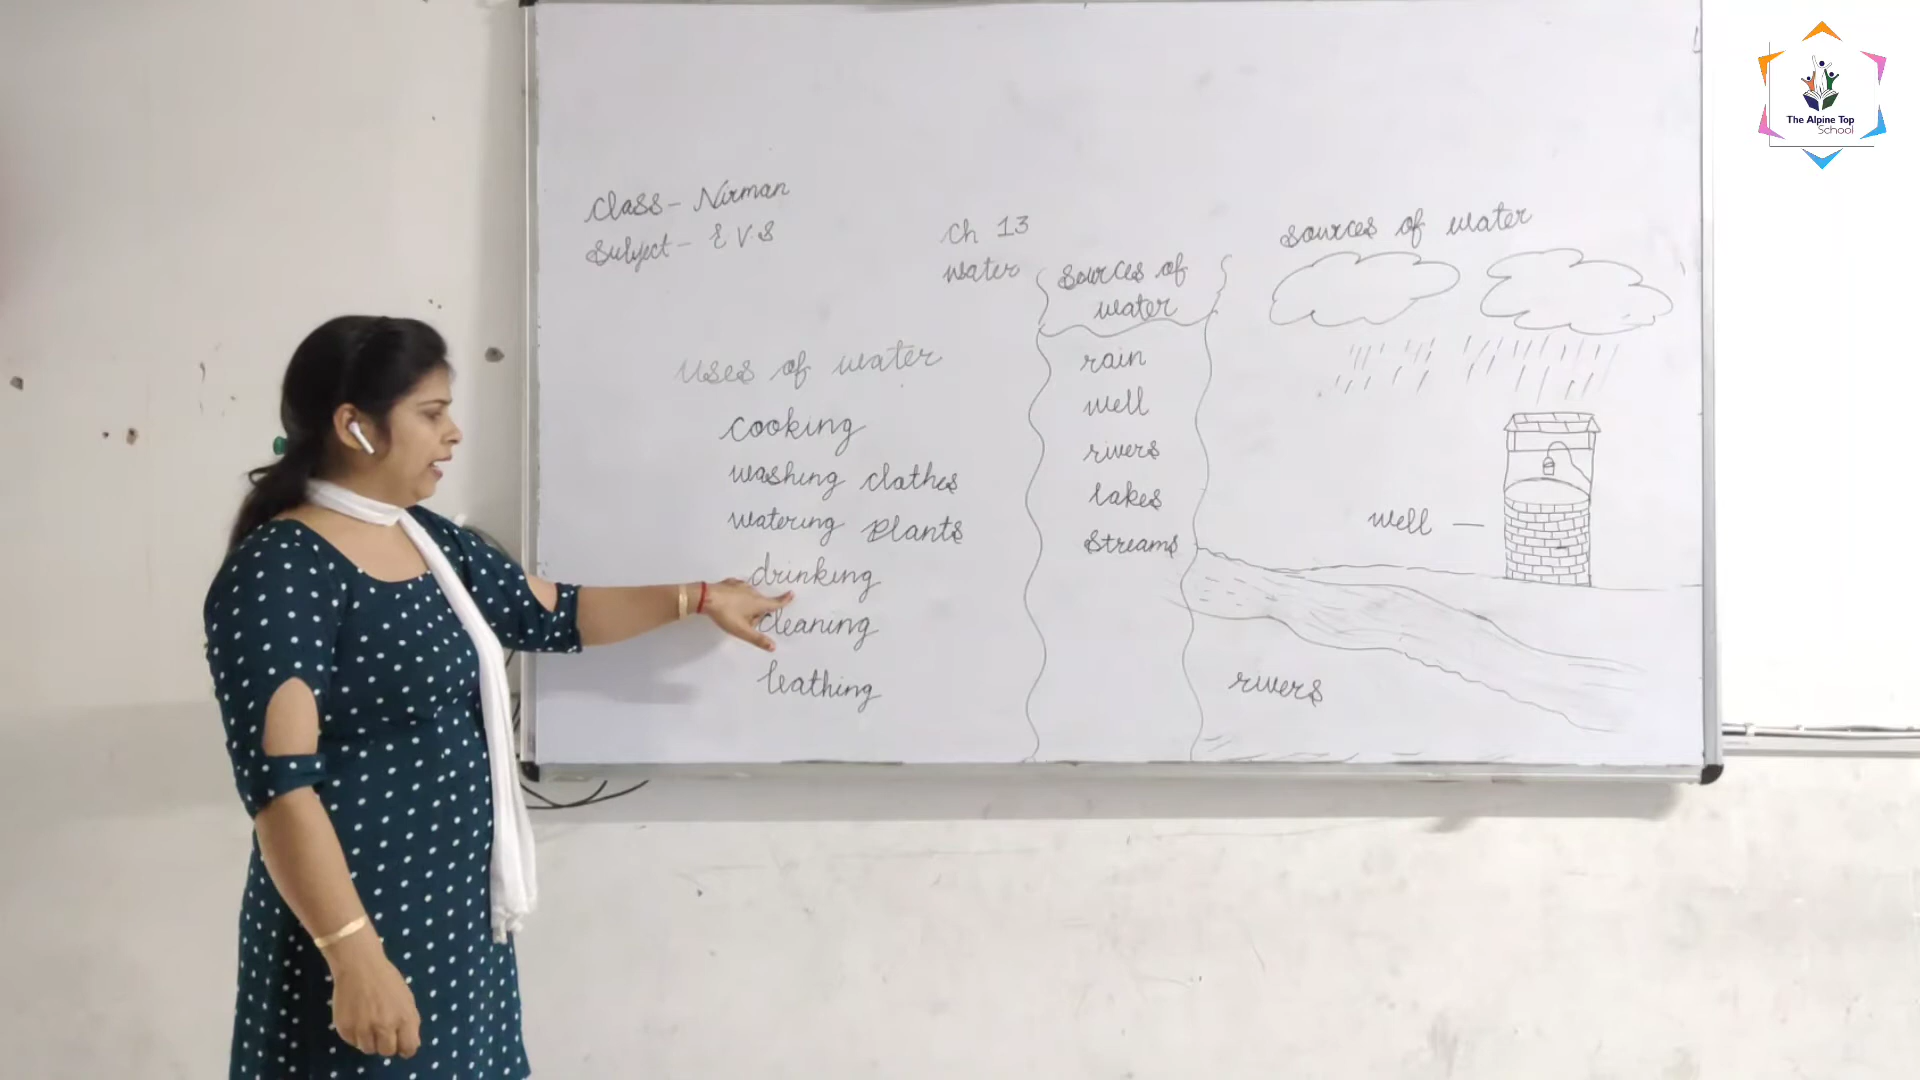 Class - Nirman
Subject - E V.S
Ch 13
water
Uses of water
cooking
washing clothes
watering plants
drinking
cleaning
bathing
sources of
water
rain
well
rivers
lakes
streams
sources of water
well —
rivers
The Alpine Top
School